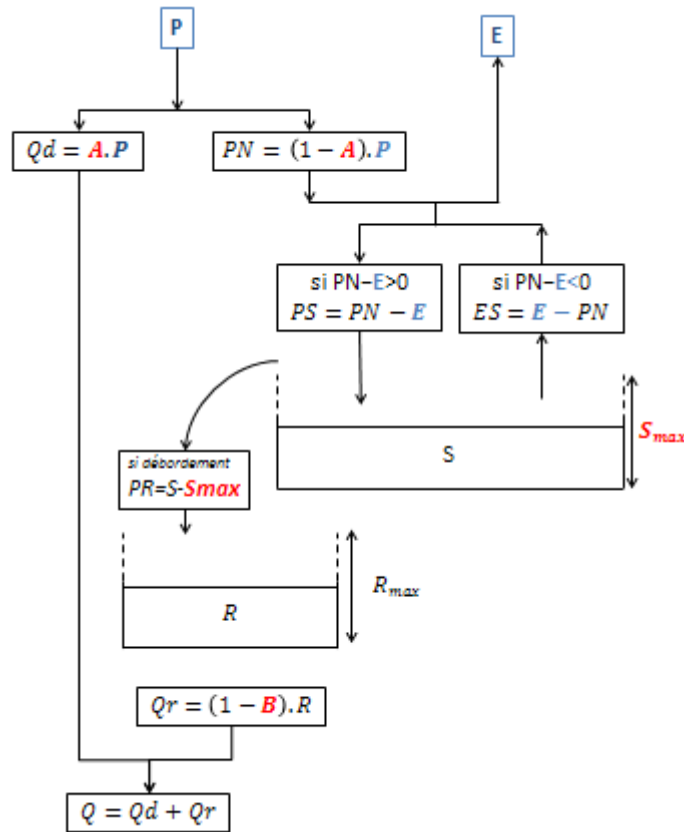 P
E
Qd = A.P
PN = (1 − A).P
si PN−E>0
PS = PN − E
si PN−E<0
ES = E − PN
S
Smax
si débordement
PR=S-Smax
R
Rmax
Qr = (1 − B).R
Q = Qd + Qr